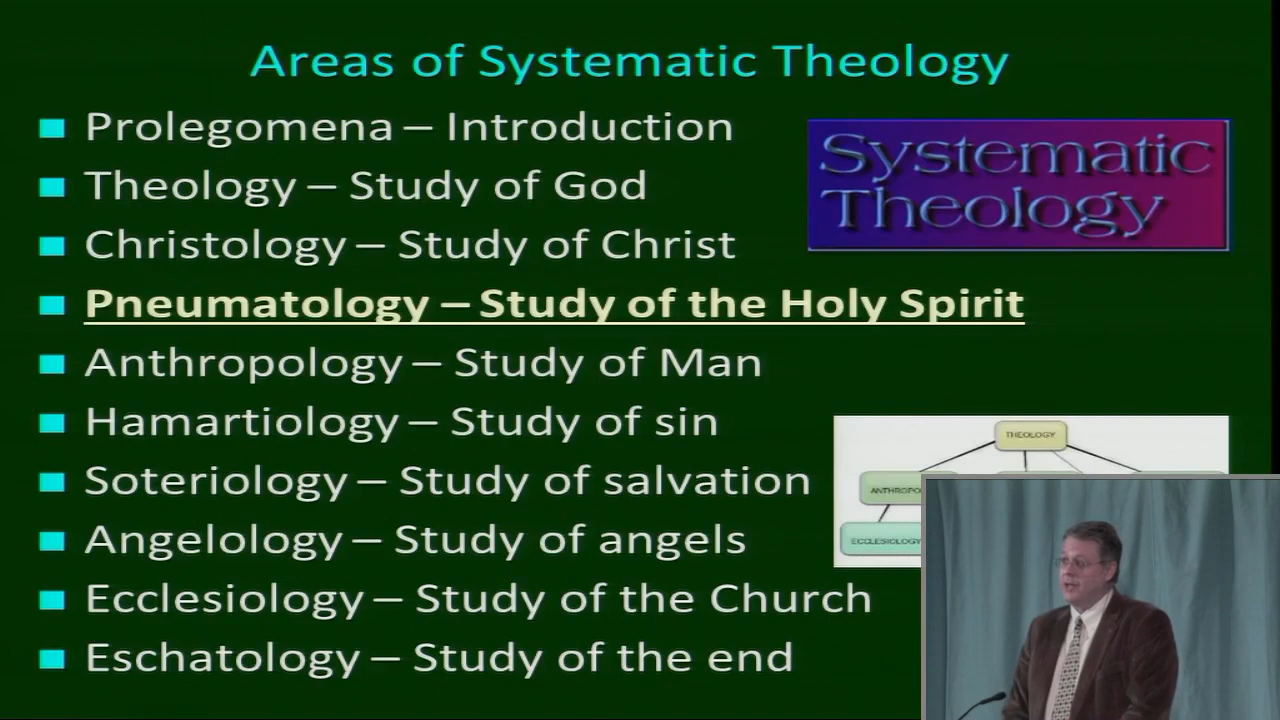 Areas of Systematic Theology
Prolegomena – Introduction
Theology – Study of God
Christology – Study of Christ
Pneumatology – Study of the Holy Spirit
Anthropology – Study of Man
Hamartiology – Study of sin
Soteriology – Study of salvation
Angelology – Study of angels
Ecclesiology – Study of the Church
Eschatology – Study of the end
Systematic
Theology
THEOLOGY
ANTHROPO
ECCLESIOLOGY